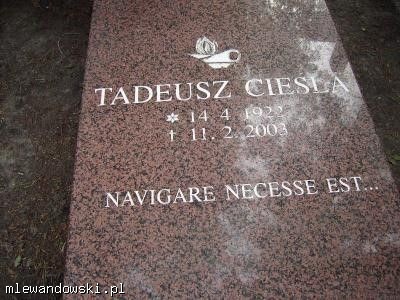 TADEUSZ CIEŚLA
* 14. 4. 1922
† 11. 2. 2003
NAVIGARE NECESSE EST...
mlewandowski.pl